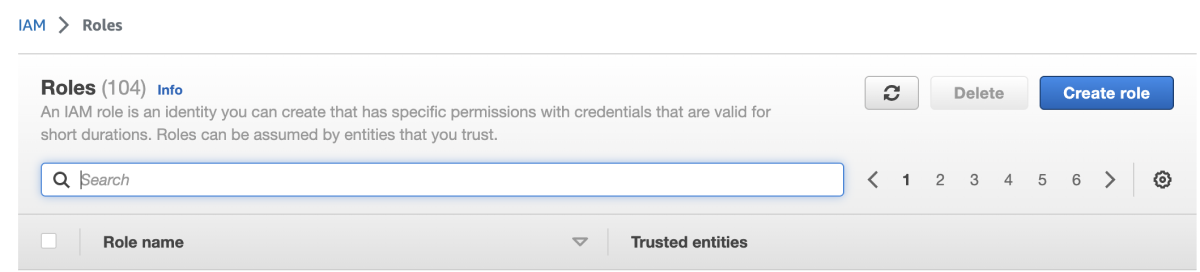 IAM > Roles
Roles (104) Info
Delete
Create role
An IAM role is an identity you can create that has specific permissions with credentials that are valid for
short durations. Roles can be assumed by entities that you trust.
Search
1 2 3 4 5 6
Role name
Trusted entities